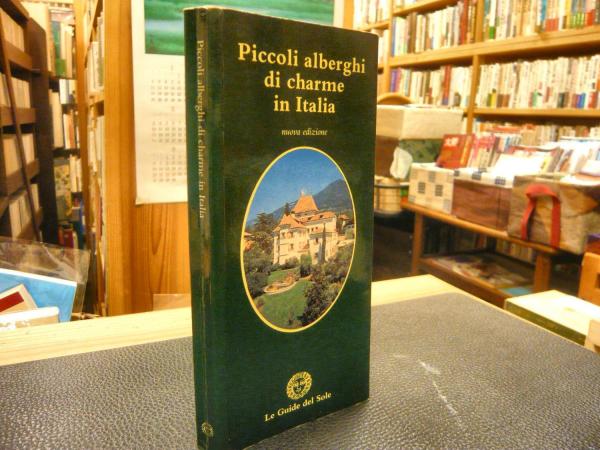 Piccoli alberghi
di charme
in Italia
nuova edizione
Le Guide del Sole
Piccoli alberghi di charme in Italia